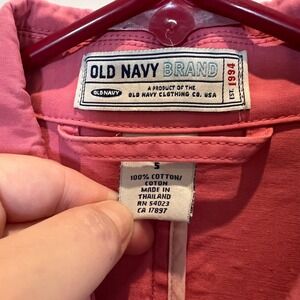 OLD NAVY BRAND
EST. 1994
OLD NAVY
A PRODUCT OF THE
OLD NAVY CLOTHING CO. USA
S
100% COTTON/
COTON
MADE IN
THAILAND
RN 54023
CA 17897